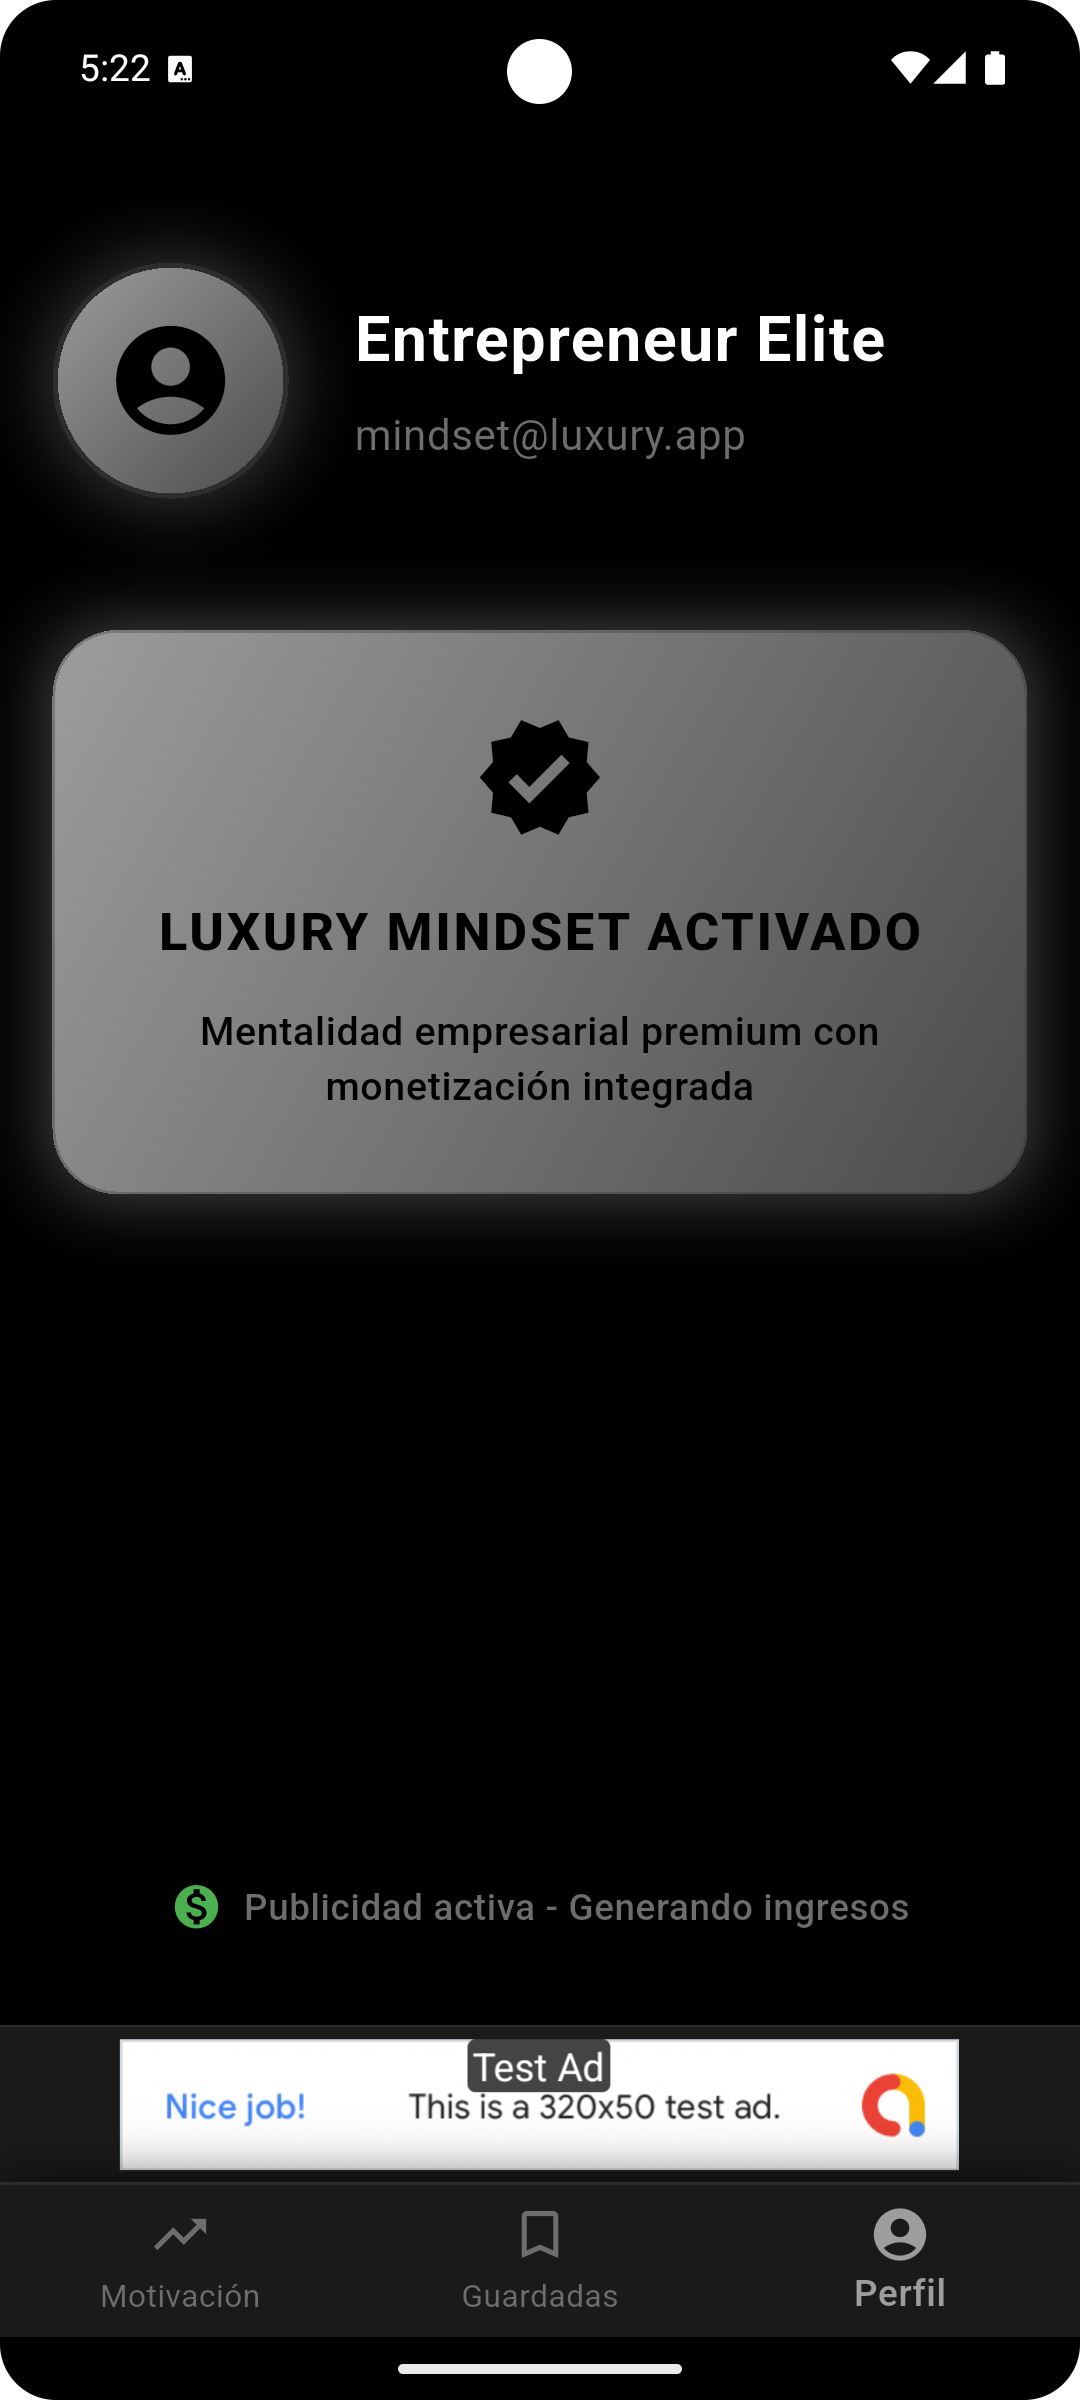 5:22
Entrepreneur Elite
mindset@luxury.app
LUXURY MINDSET ACTIVADO
Mentalidad empresarial premium con
monetización integrada
Publicidad activa - Generando ingresos
Test Ad
Nice job! This is a 320x50 test ad.
Motivación Guardadas Perfil